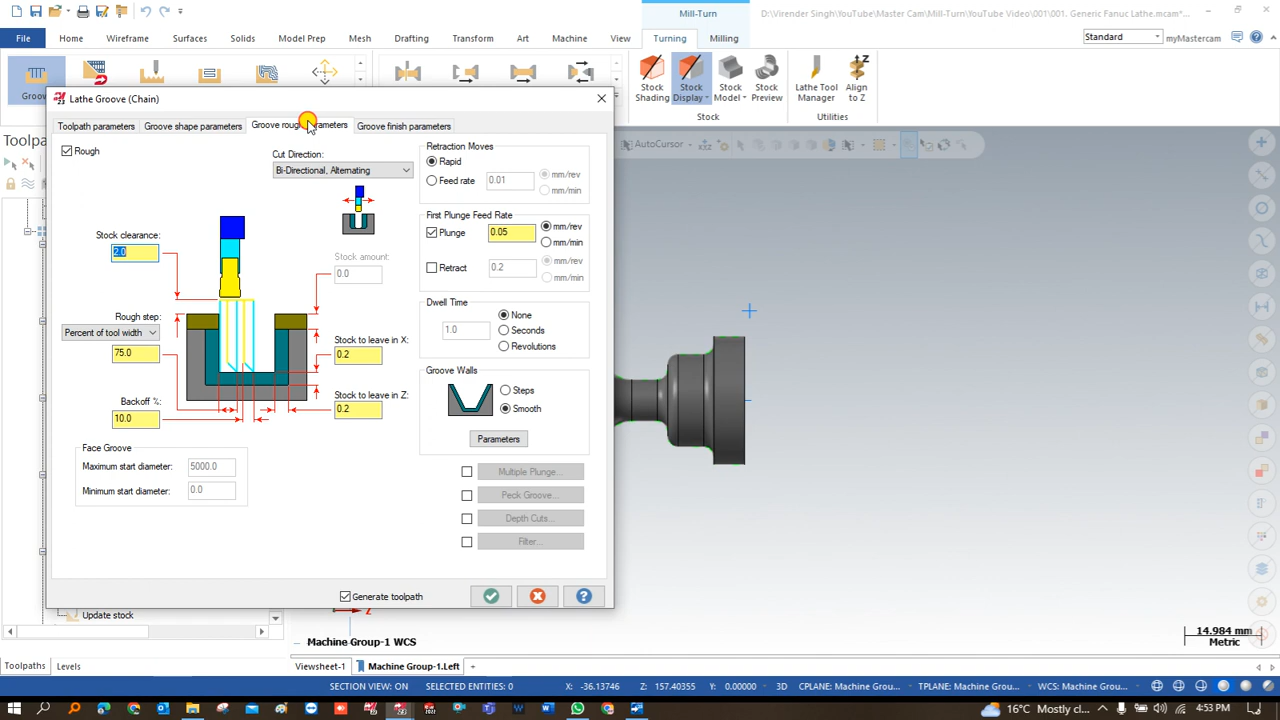 Mill-Turn
D:\Virender Singh\YouTube\Master Cam\Mill-Turn\YouTube Video\001\001. Generic Fanuc Lathe.mcam*...
File
Home
Wireframe
Surfaces
Solids
Model Prep
Mesh
Drafting
Transform
Art
Machine
View
Turning
Milling
Standard
myMastercam
Groov
Stock Shading
Stock Display
Stock Model
Stock Preview
Lathe Tool Manager
Align to Z
Stock
Utilities
Lathe Groove (Chain)
Toolpath parameters
Groove shape parameters
Groove rough parameters
Groove finish parameters
AutoCursor
Rough
Cut Direction:
Bi-Directional, Alternating
Stock clearance:
2.0
Stock amount:
0.0
Rough step:
Percent of tool width
75.0
Stock to leave in X:
0.2
Backoff %:
10.0
Stock to leave in Z:
0.2
Face Groove
Maximum start diameter:
5000.0
Minimum start diameter:
0.0
Retraction Moves
Rapid
Feed rate
0.01
mm/rev
mm/min
First Plunge Feed Rate
Plunge
0.05
mm/rev
mm/min
Retract
0.2
mm/rev
mm/min
Dwell Time
None
1.0
Seconds
Revolutions
Groove Walls
Steps
Smooth
Parameters
Multiple Plunge...
Peck Groove...
Depth Cuts...
Filter...
Generate toolpath
Update stock
Z
Machine Group-1 WCS
14.984 mm
Metric
Toolpaths
Levels
Viewsheet-1
Machine Group-1.Left
+
SECTION VIEW: ON
SELECTED ENTITIES: 0
X: -36.13746
Z: 157.40355
Y: 0.00000
3D
CPLANE: Machine Grou...
TPLANE: Machine Grou...
WCS: Machine Grou...
16°C Mostly cl...
ENG
4:53 PM